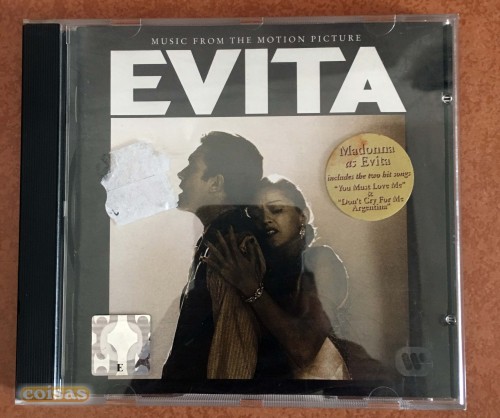 MUSIC FROM THE MOTION PICTURE
EVITA
Madonna
as Evita
includes the two hit songs
"You Must Love Me"
&
"Don't Cry For Me
Argentina"
E
coisas